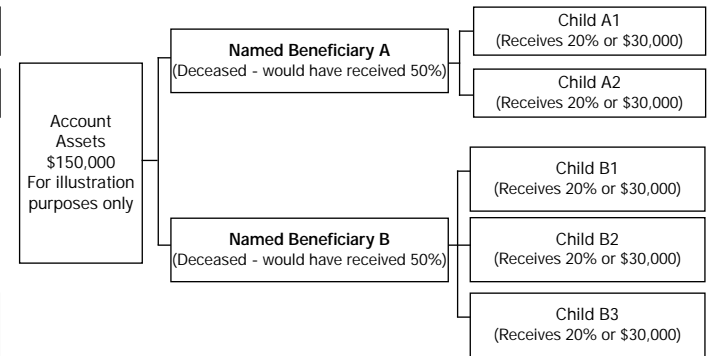 Account
Assets
$150,000
For illustration
purposes only
Named Beneficiary A
(Deceased - would have received 50%)
Child A1
(Receives 20% or $30,000)
Child A2
(Receives 20% or $30,000)
Named Beneficiary B
(Deceased - would have received 50%)
Child B1
(Receives 20% or $30,000)
Child B2
(Receives 20% or $30,000)
Child B3
(Receives 20% or $30,000)